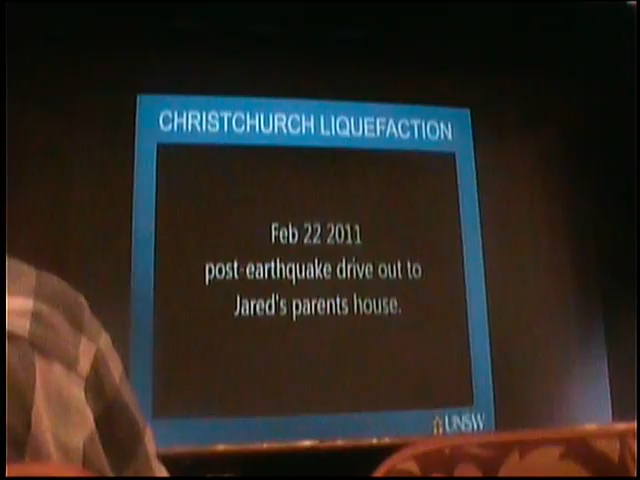 CHRISTCHURCH LIQUEFACTION
Feb 22 2011
post-earthquake drive out to
Jared's parents house.
UNSW